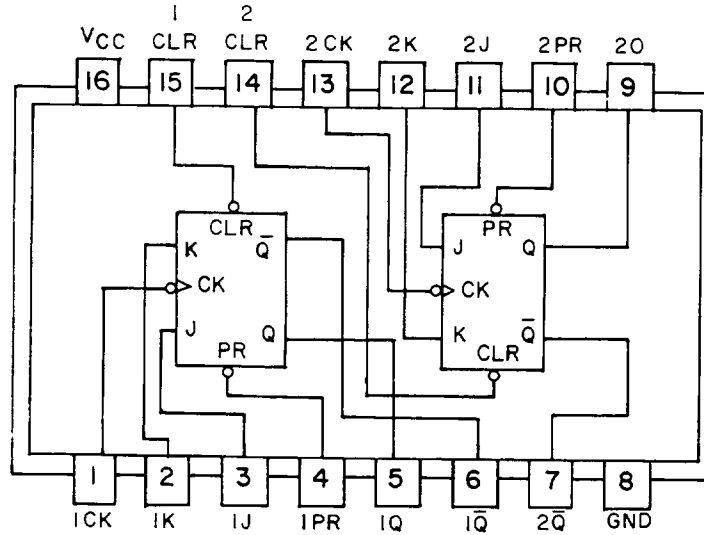 1 2
VCC CLR CLR 2CK 2K 2J 2PR 2O
16 15 14 13 12 11 10 9
CLR Q̅
K
CK
J Q
PR
PR
J Q
CK
K Q̅
CLR
1 2 3 4 5 6 7 8
1CK 1K 1J 1PR 1Q 1Q̅ 2Q̅ GND